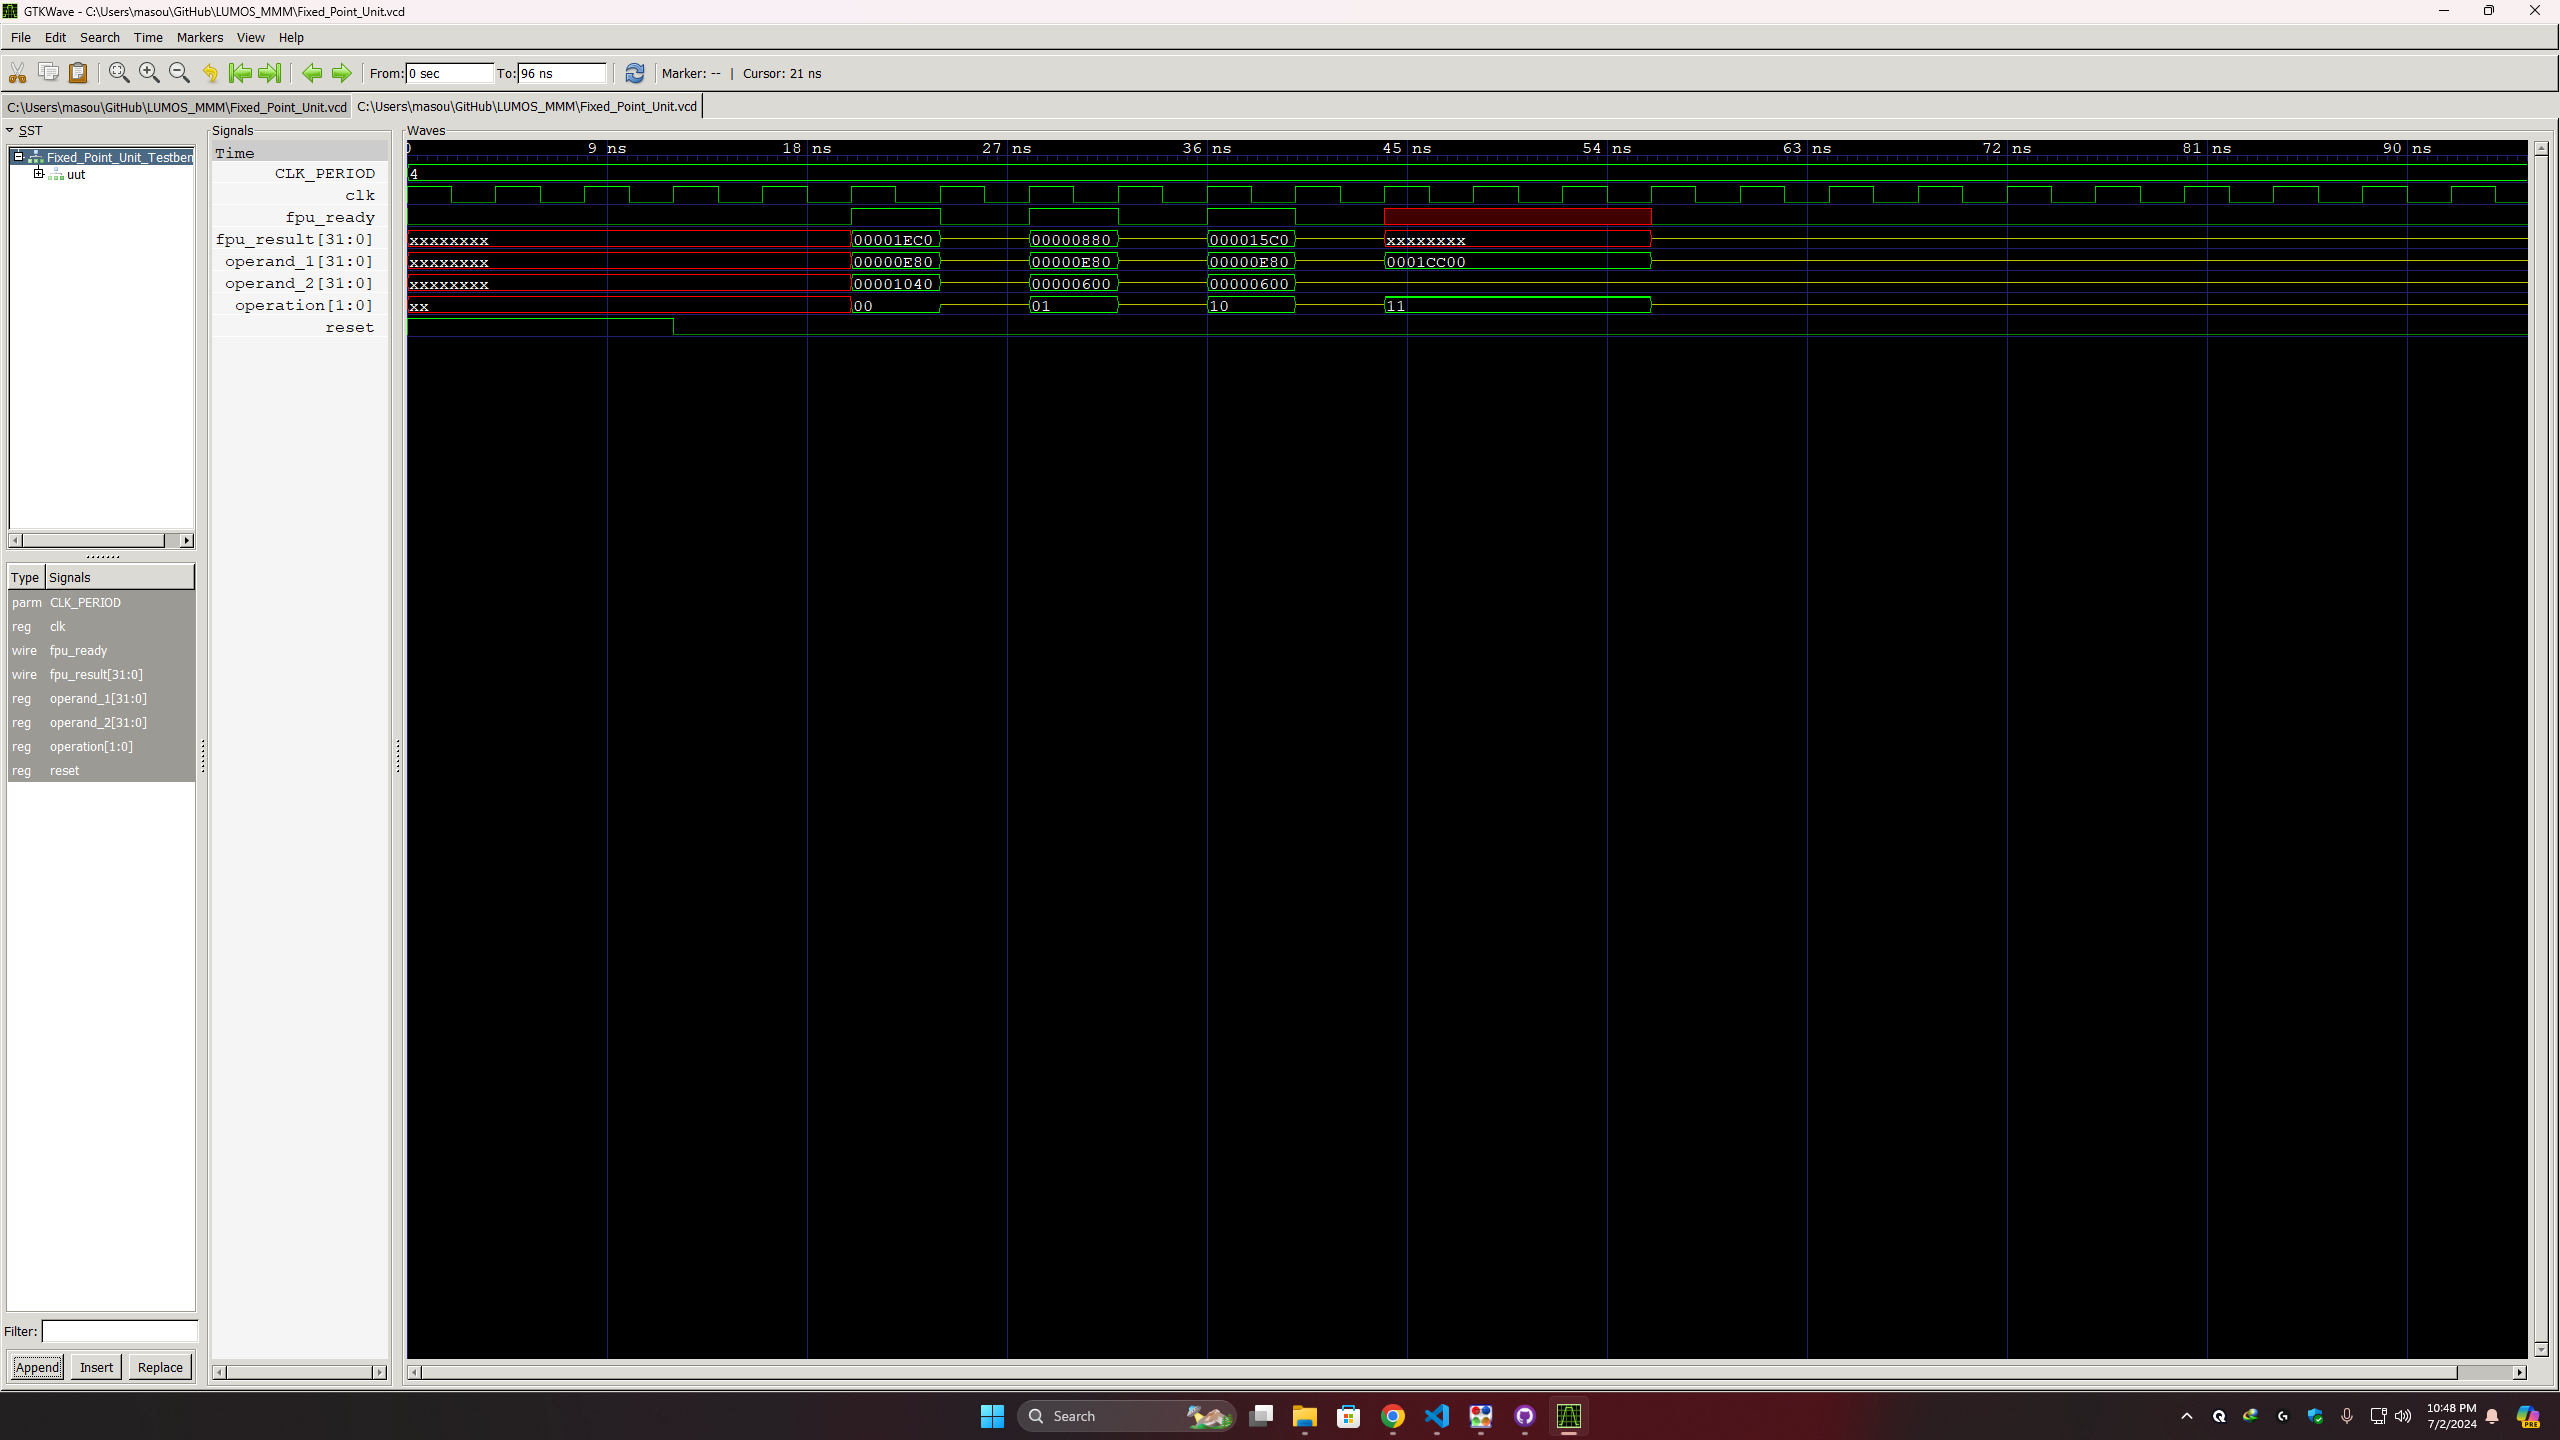 GTKWave - C:\Users\masou\GitHub\LUMOS_MMM\Fixed_Point_Unit.vcd
File Edit Search Time Markers View Help
From: 0 sec To: 96 ns Marker: -- | Cursor: 21 ns
C:\Users\masou\GitHub\LUMOS_MMM\Fixed_Point_Unit.vcd C:\Users\masou\GitHub\LUMOS_MMM\Fixed_Point_Unit.vcd
SST
Fixed_Point_Unit_Testben
uut
Type Signals
parm CLK_PERIOD
reg clk
wire fpu_ready
wire fpu_result[31:0]
reg operand_1[31:0]
reg operand_2[31:0]
reg operation[1:0]
reg reset
Filter:
Append Insert Replace
Signals
Time
CLK_PERIOD
clk
fpu_ready
fpu_result[31:0]
operand_1[31:0]
operand_2[31:0]
operation[1:0]
reset
Waves
0 9 ns 18 ns 27 ns 36 ns 45 ns 54 ns 63 ns 72 ns 81 ns 90 ns
4
xxxxxxxx 00001EC0 00000880 000015C0 xxxxxxxx
xxxxxxxx 00000E80 00000E80 00000E80 0001CC00
xxxxxxxx 00001040 00000600 00000600
xx 00 01 10 11
Search
10:48 PM
7/2/2024
PRE